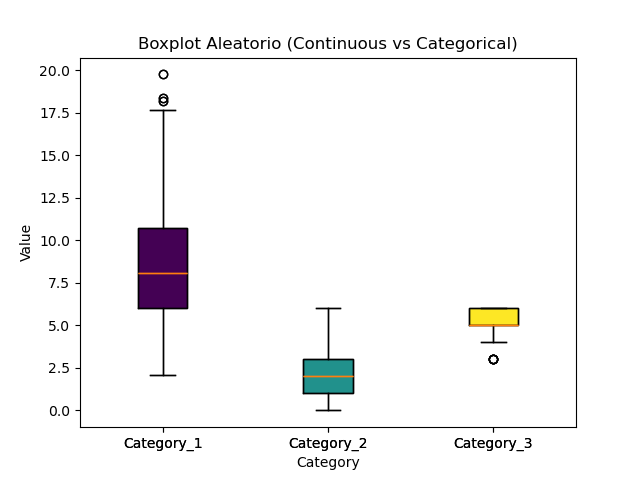 Boxplot Aleatorio (Continuous vs Categorical)
20.0
17.5
15.0
12.5
10.0
7.5
5.0
2.5
0.0
Value
Category_1 Category_2 Category_3
Category